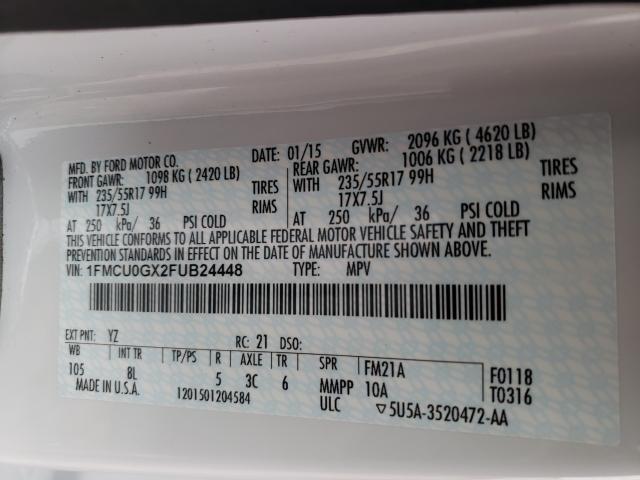 MFD. BY FORD MOTOR CO. DATE: 01/15 GVWR: 2096 KG ( 4620 LB)
FRONT GAWR: 1098 KG ( 2420 LB) REAR GAWR: 1006 KG ( 2218 LB)
WITH 235/55R17 99H TIRES WITH 235/55R17 99H TIRES
17X7.5J RIMS 17X7.5J RIMS
AT 250 kPa/ 36 PSI COLD AT 250 kPa/ 36 PSI COLD
THIS VEHICLE CONFORMS TO ALL APPLICABLE FEDERAL MOTOR VEHICLE SAFETY AND THEFT
PREVENTION STANDARDS IN EFFECT ON THE DATE OF MANUFACTURE SHOWN ABOVE.
VIN: 1FMCU0GX2FUB24448 TYPE: MPV
EXT PNT: YZ RC: 21 DSO:
WB INT TR TP/PS R AXLE TR SPR FM21A F0118
105 8L 5 3C 6 MMPP 10A T0316
MADE IN U.S.A. 1201501204584 ULC ▽5U5A-3520472-AA